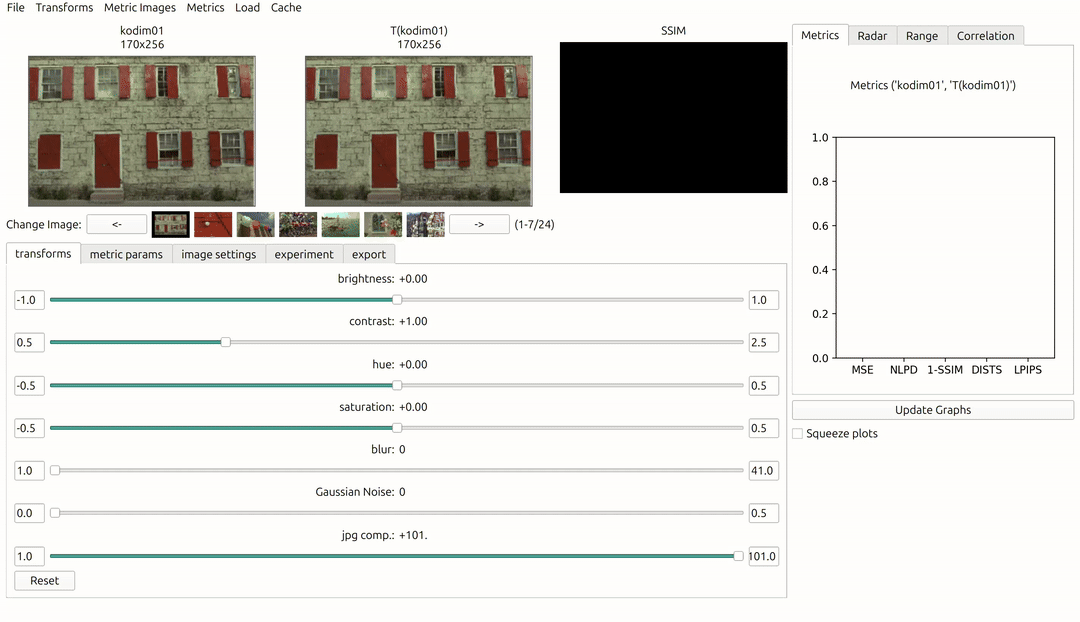 File Transforms Metric Images Metrics Load Cache
kodim01
170x256
T(kodim01)
170x256
SSIM
Change Image: <- -> (1-7/24)
transforms metric params image settings experiment export
brightness: +0.00
-1.0 1.0
contrast: +1.00
0.5 2.5
hue: +0.00
-0.5 0.5
saturation: +0.00
-0.5 0.5
blur: 0
1.0 41.0
Gaussian Noise: 0
0.0 0.5
jpg comp.: +101.
1.0 101.0
Reset
Metrics Radar Range Correlation
Metrics ('kodim01', 'T(kodim01)')
1.0
0.8
0.6
0.4
0.2
0.0
MSE NLPD 1-SSIM DISTS LPIPS
Update Graphs
Squeeze plots